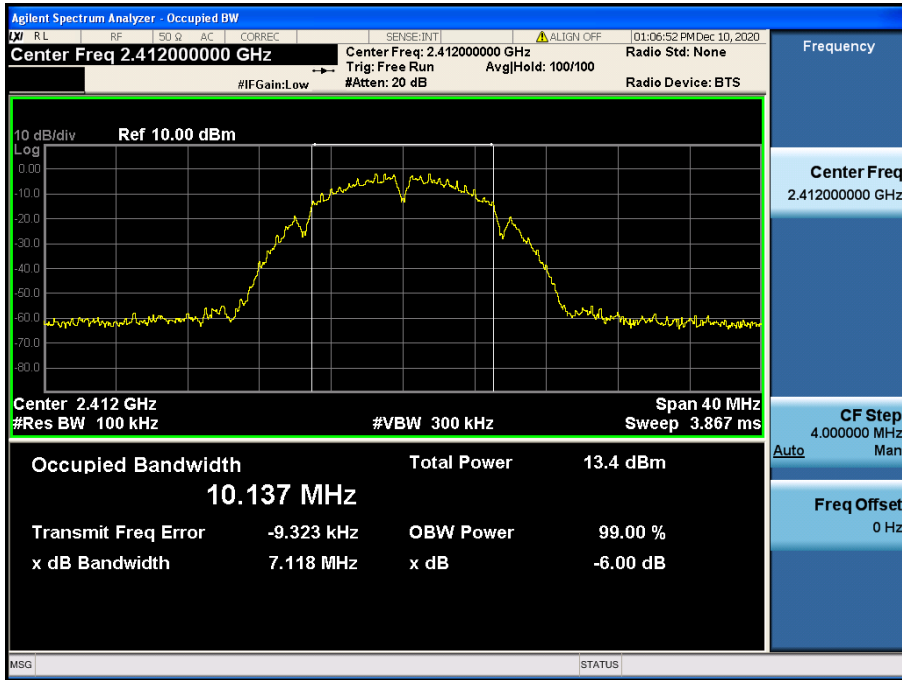 Agilent Spectrum Analyzer - Occupied BW
LXI RL RF 50 Ω AC CORREC SENSE:INT ALIGN OFF 01:06:52 PM Dec 10, 2020
Center Freq 2.412000000 GHz
Center Freq: 2.412000000 GHz
Radio Std: None
Trig: Free Run Avg|Hold: 100/100
#IFGain:Low #Atten: 20 dB Radio Device: BTS
10 dB/div Ref 10.00 dBm
Log
0.00
-10.0
-20.0
-30.0
-40.0
-50.0
-60.0
-70.0
-80.0
Center 2.412 GHz Span 40 MHz
#Res BW 100 kHz #VBW 300 kHz Sweep 3.867 ms
Occupied Bandwidth Total Power 13.4 dBm
10.137 MHz
Transmit Freq Error -9.323 kHz OBW Power 99.00 %
x dB Bandwidth 7.118 MHz x dB -6.00 dB
MSG STATUS
Frequency
Center Freq
2.412000000 GHz
CF Step
4.000000 MHz
Auto Man
Freq Offset
0 Hz